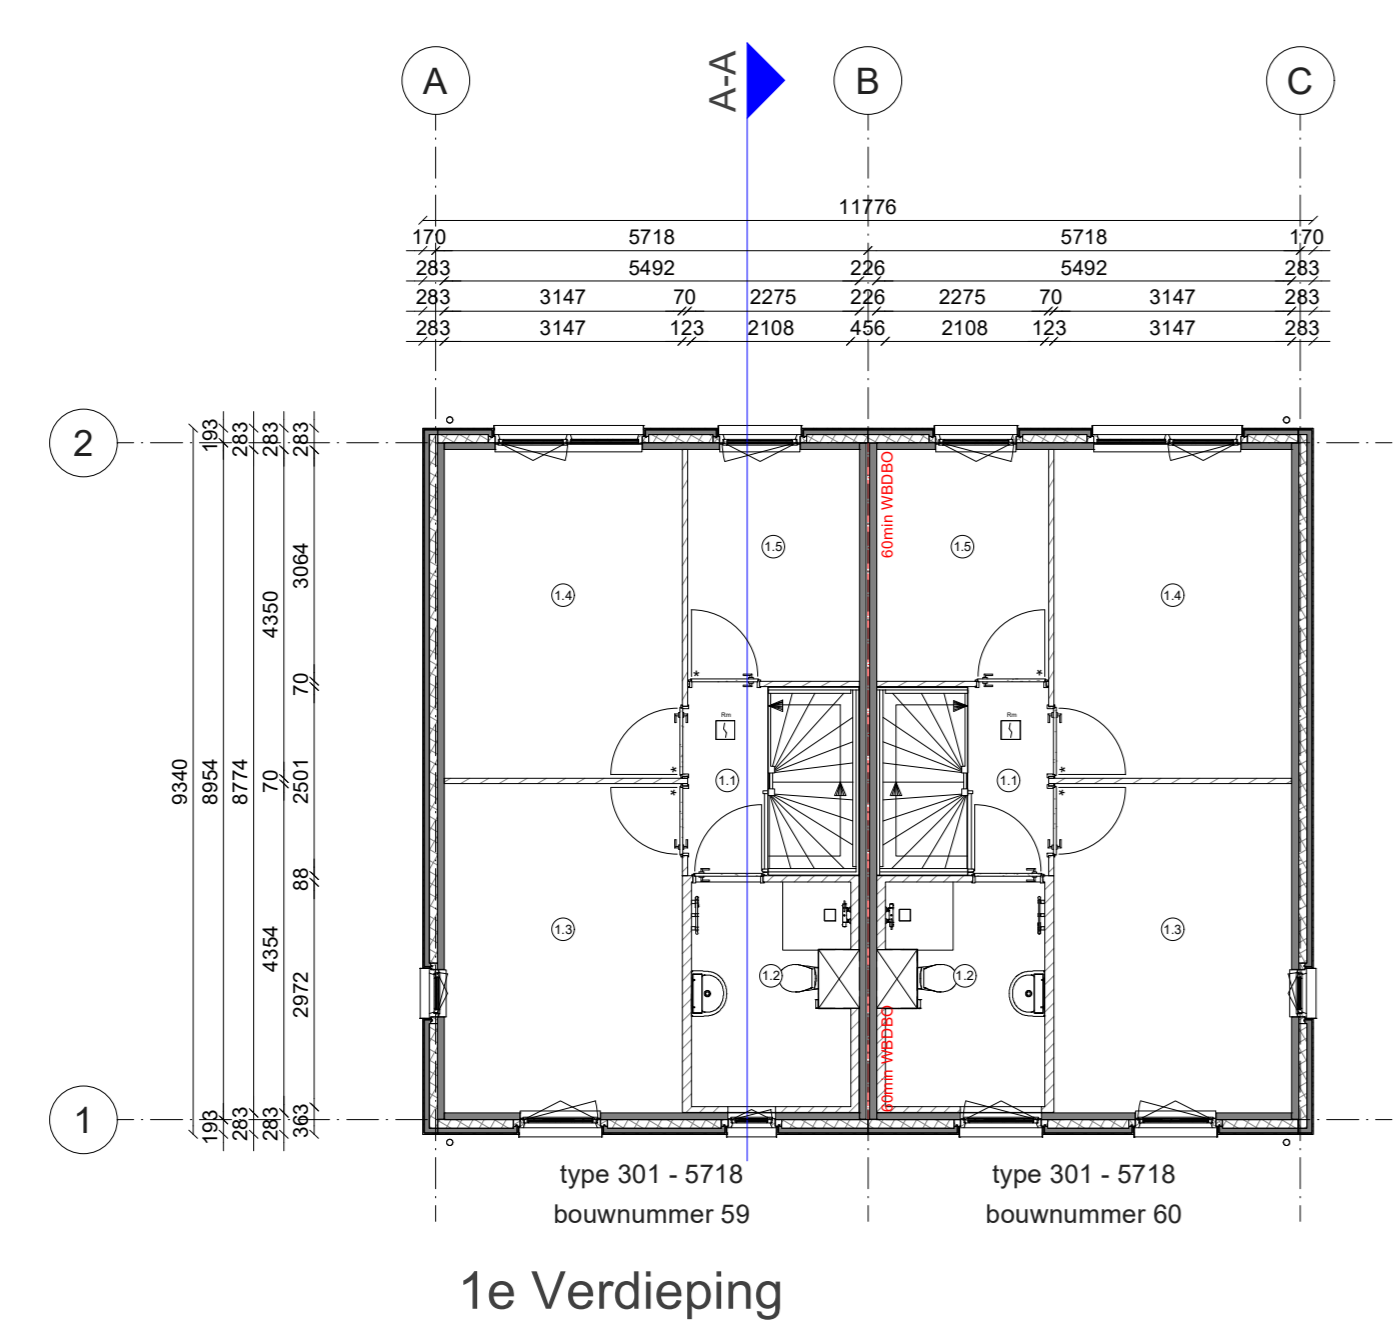 A
A-A
B
C
11776
170 5718 5718 170
283 5492 226 5492 283
283 3147 70 2275 226 2275 70 3147 283
283 3147 123 2108 456 2108 123 3147 283
2
193 283 283 283
60min WBDBO
1.5 1.5
1.4 1.4
3064
4350
70
Rm Rm
* * * * * *
1.1 1.1
9340 8954 8774 70 2501
88
1.3 1.3
4354
1.2 1.2
2972
60min WBDBO
1
193 283 283 363
type 301 - 5718 type 301 - 5718
bouwnummer 59 bouwnummer 60
1e Verdieping